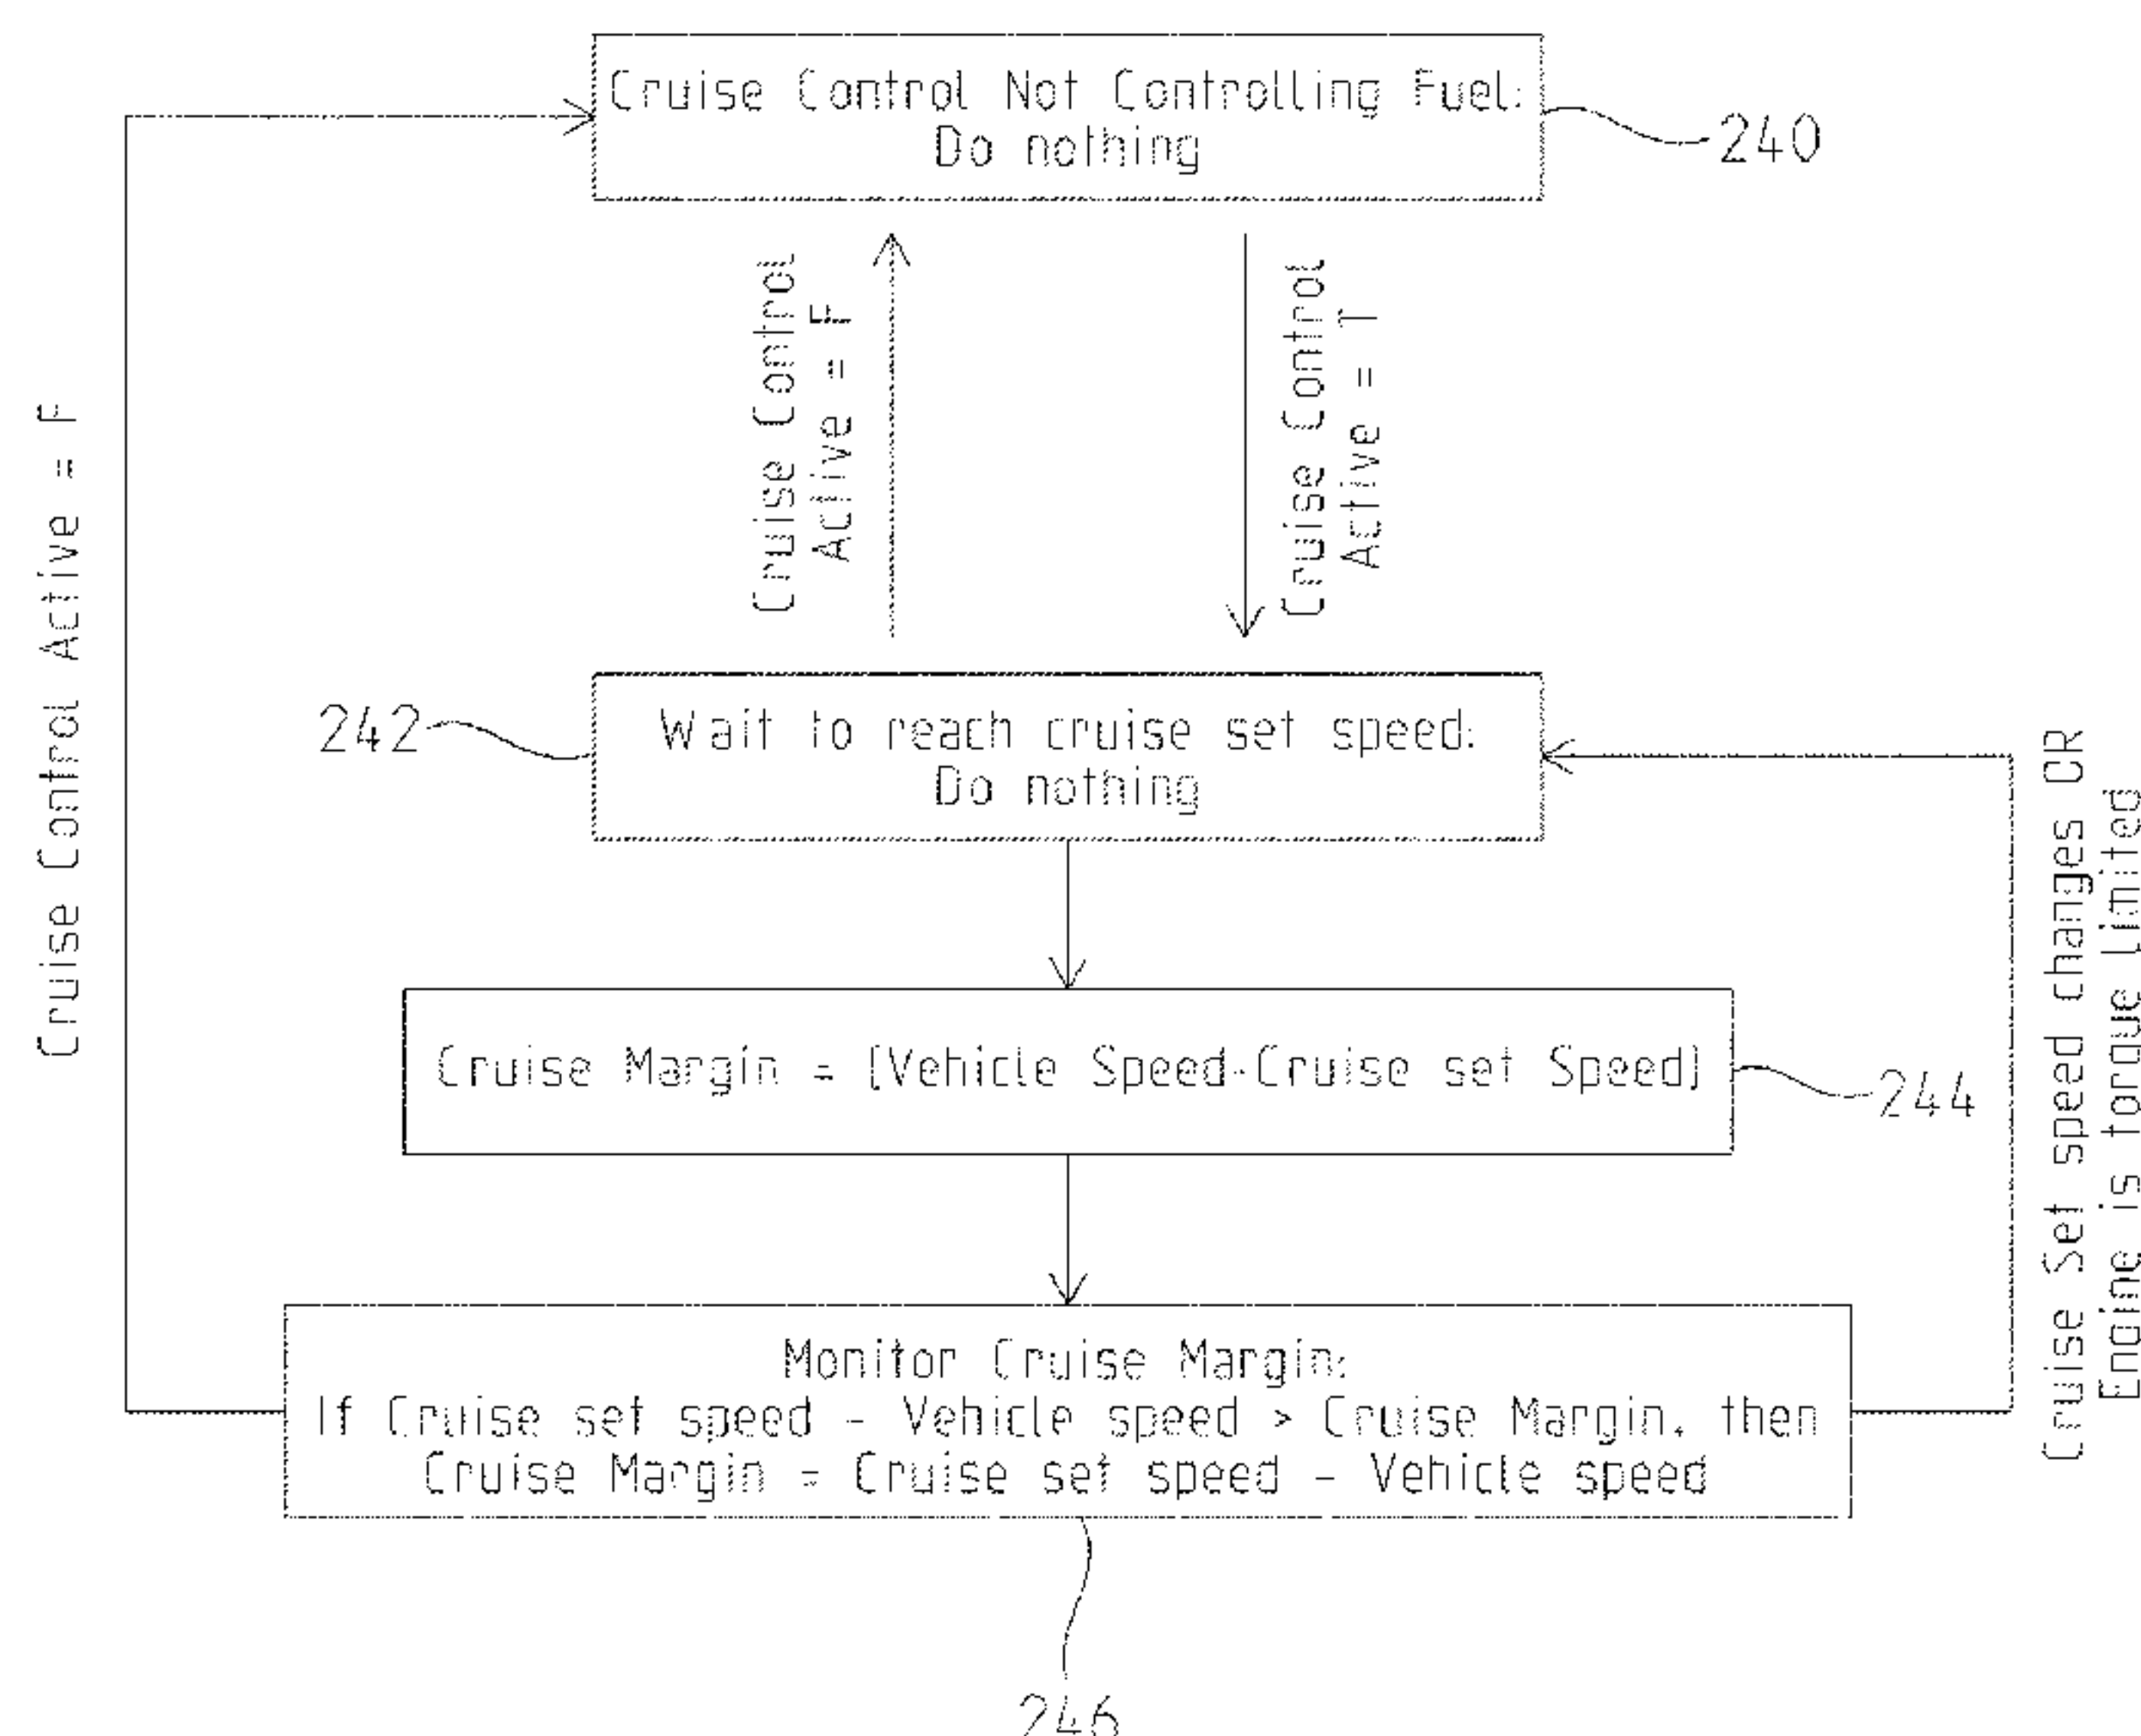 Cruise Control Not Controlling Fuel:
Do nothing
240
Cruise Control
Active = F
Cruise Control
Active = T
Cruise Control Active = F
242
Wait to reach cruise set speed:
Do nothing
Cruise Margin = (Vehicle Speed-Cruise set Speed)
244
Cruise Set speed changes OR
Engine is torque limited
Monitor Cruise Margin:
If Cruise set speed - Vehicle speed > Cruise Margin, then
Cruise Margin = Cruise set speed - Vehicle speed
246